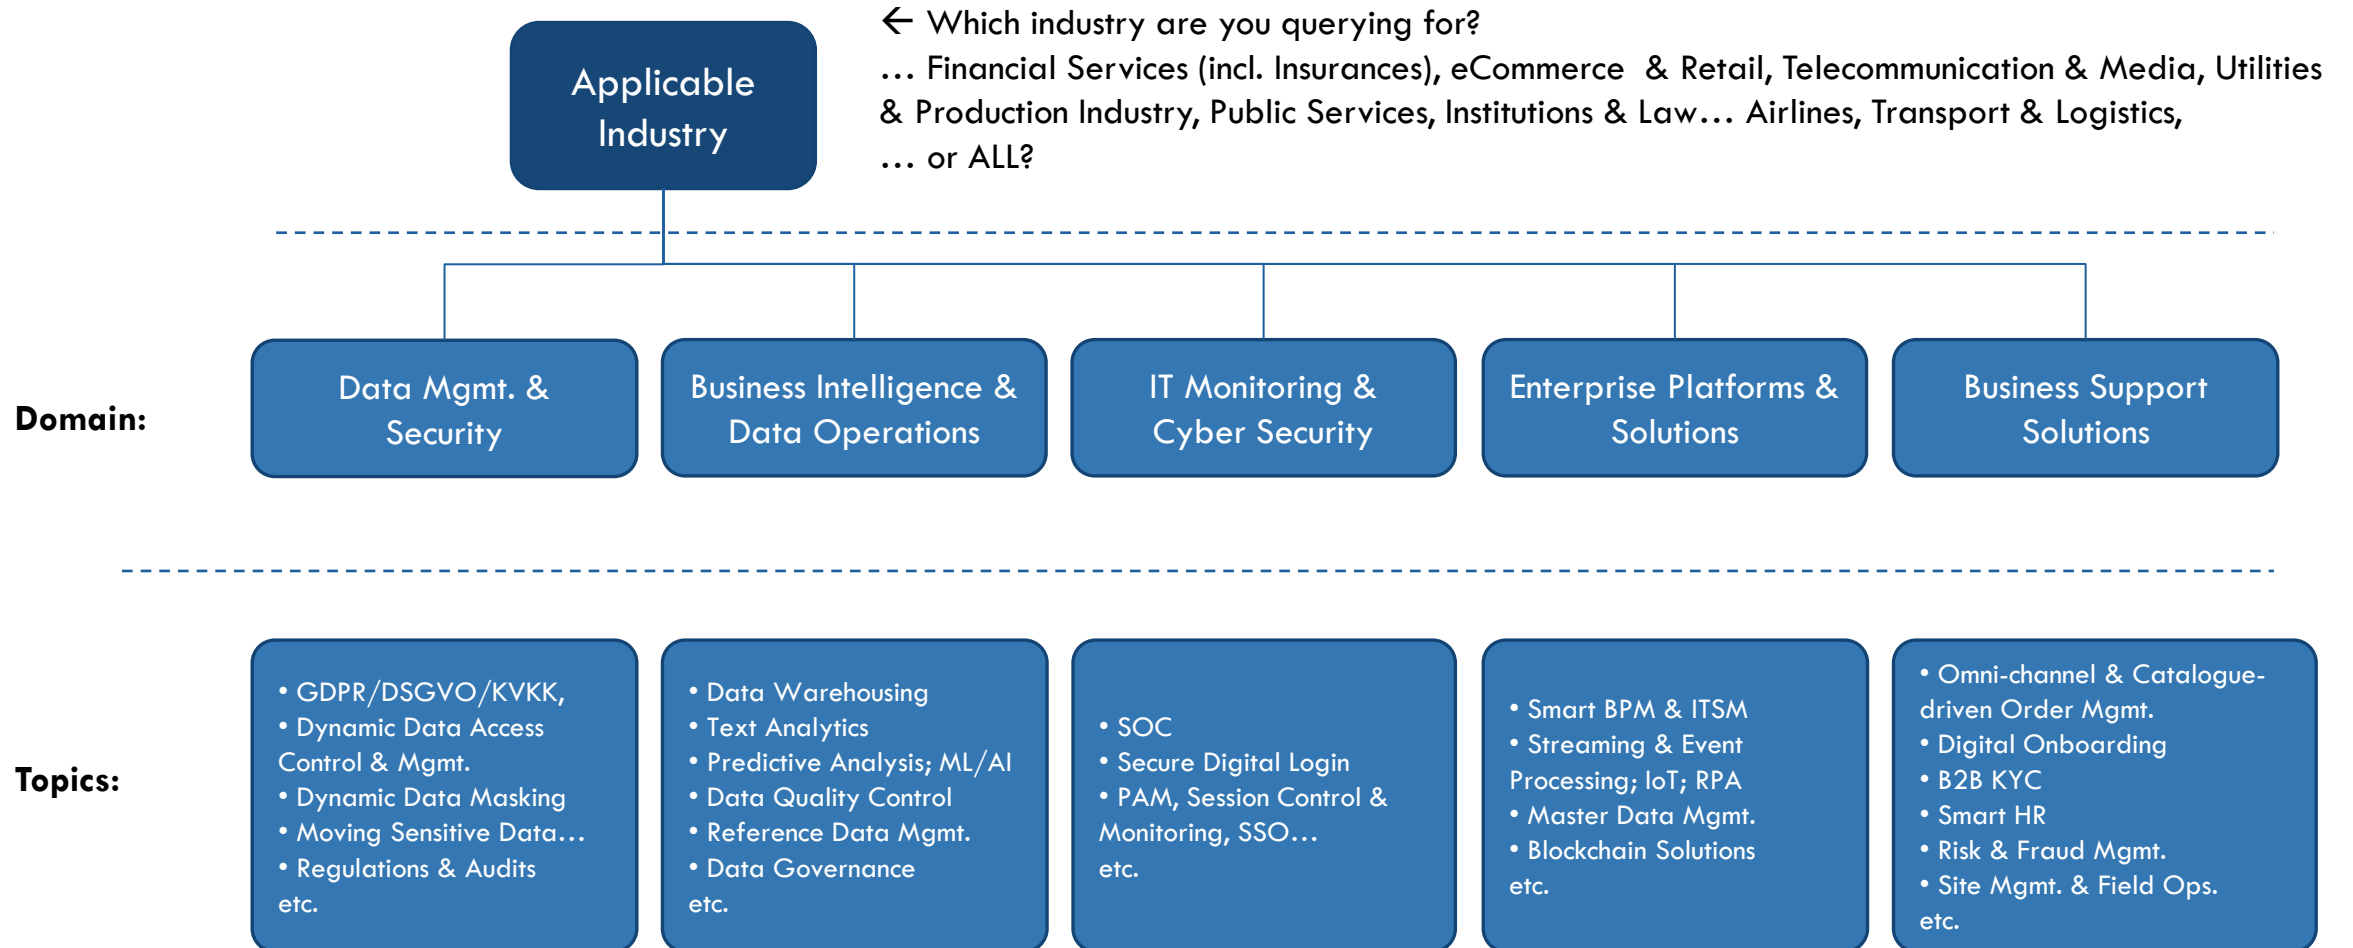 Applicable
Industry
← Which industry are you querying for?
… Financial Services (incl. Insurances), eCommerce & Retail, Telecommunication & Media, Utilities
& Production Industry, Public Services, Institutions & Law… Airlines, Transport & Logistics,
… or ALL?
Domain:
Data Mgmt. &
Security
Business Intelligence &
Data Operations
IT Monitoring &
Cyber Security
Enterprise Platforms &
Solutions
Business Support
Solutions
Topics:
• GDPR/DSGVO/KVKK,
• Dynamic Data Access
Control & Mgmt.
• Dynamic Data Masking
• Moving Sensitive Data…
• Regulations & Audits
etc.
• Data Warehousing
• Text Analytics
• Predictive Analysis; ML/AI
• Data Quality Control
• Reference Data Mgmt.
• Data Governance
etc.
• SOC
• Secure Digital Login
• PAM, Session Control &
Monitoring, SSO…
etc.
• Smart BPM & ITSM
• Streaming & Event
Processing; IoT; RPA
• Master Data Mgmt.
• Blockchain Solutions
etc.
• Omni-channel & Catalogue-
driven Order Mgmt.
• Digital Onboarding
• B2B KYC
• Smart HR
• Risk & Fraud Mgmt.
• Site Mgmt. & Field Ops.
etc.